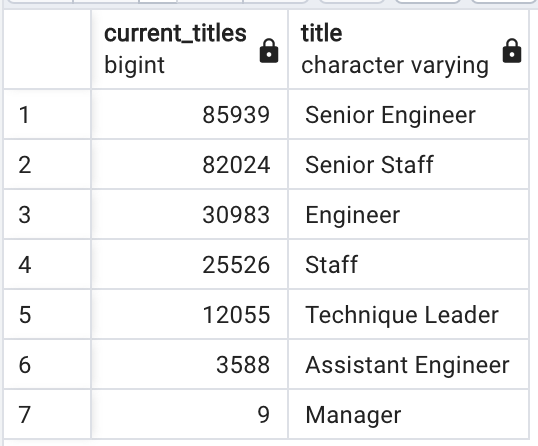 current_titles title
bigint character varying
1 85939 Senior Engineer
2 82024 Senior Staff
3 30983 Engineer
4 25526 Staff
5 12055 Technique Leader
6 3588 Assistant Engineer
7 9 Manager